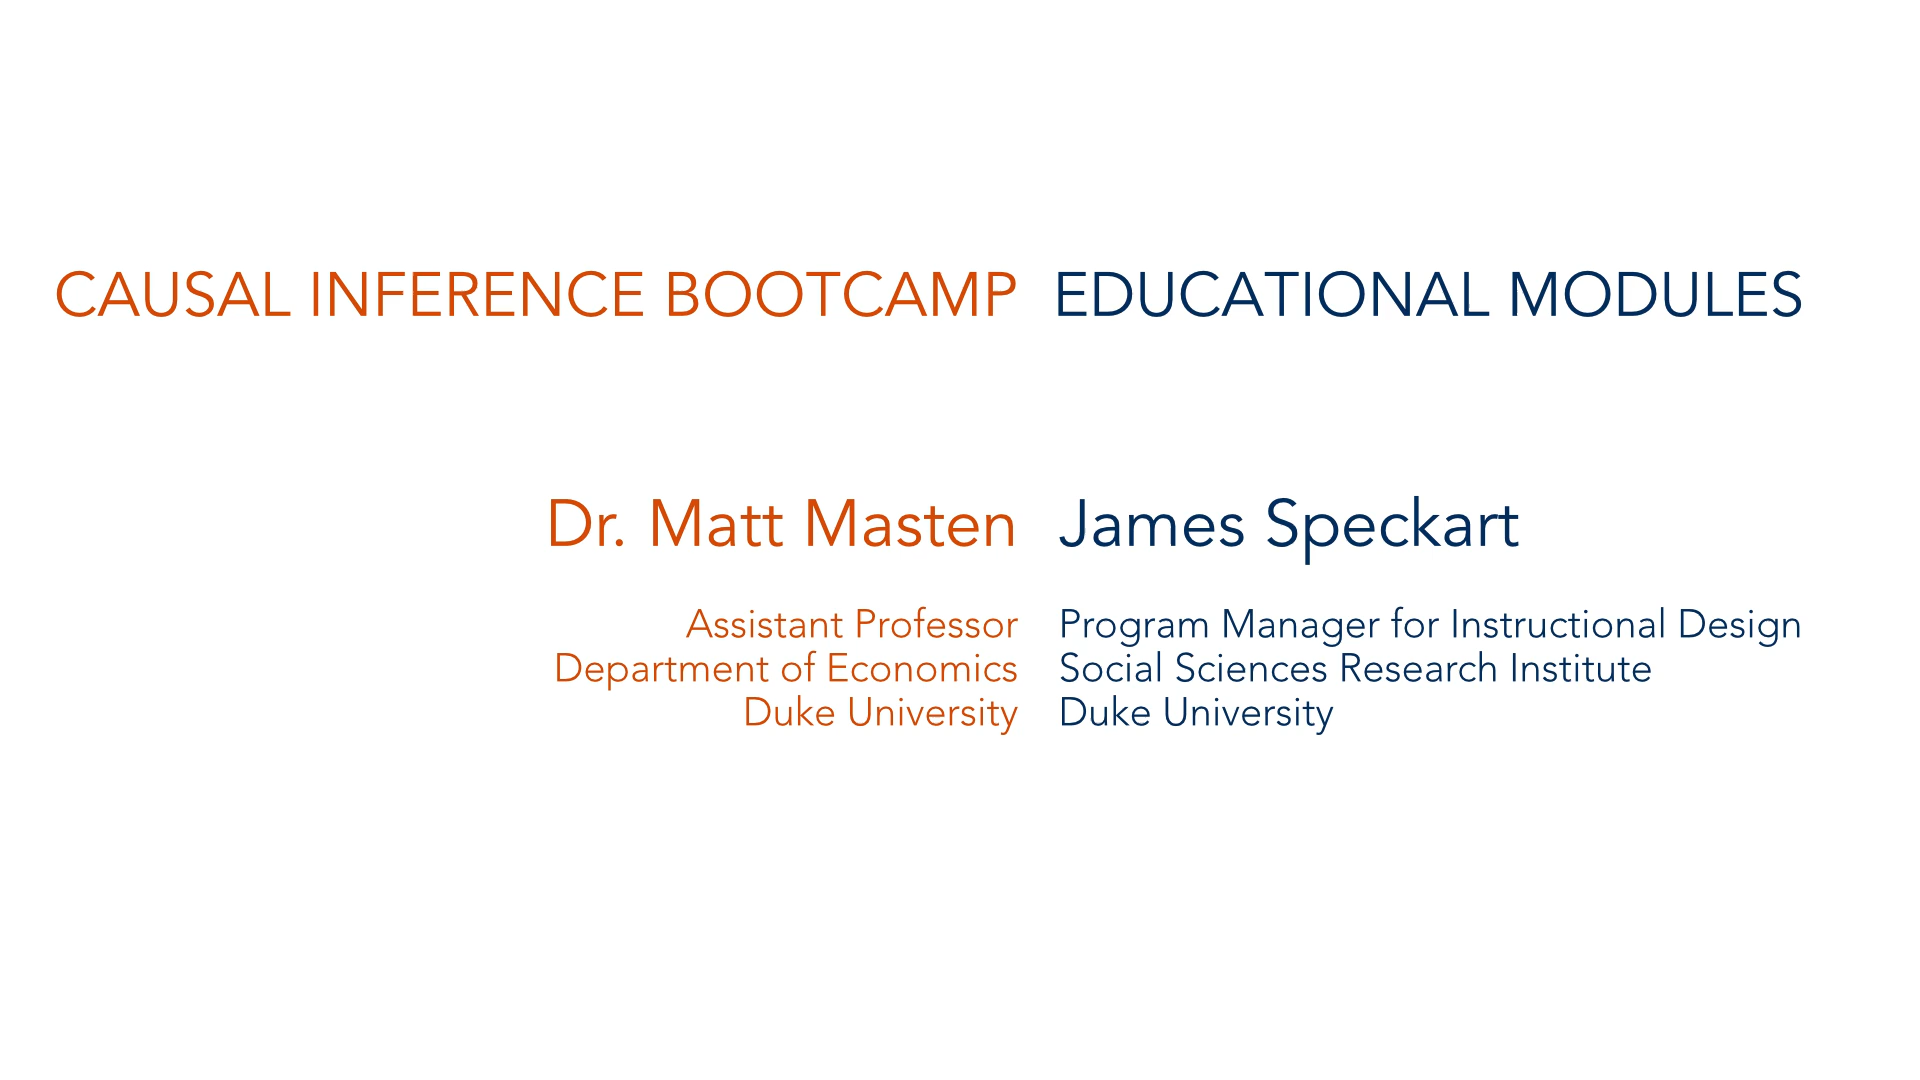 CAUSAL INFERENCE BOOTCAMP EDUCATIONAL MODULES
Dr. Matt Masten
Assistant Professor
Department of Economics
Duke University
James Speckart
Program Manager for Instructional Design
Social Sciences Research Institute
Duke University